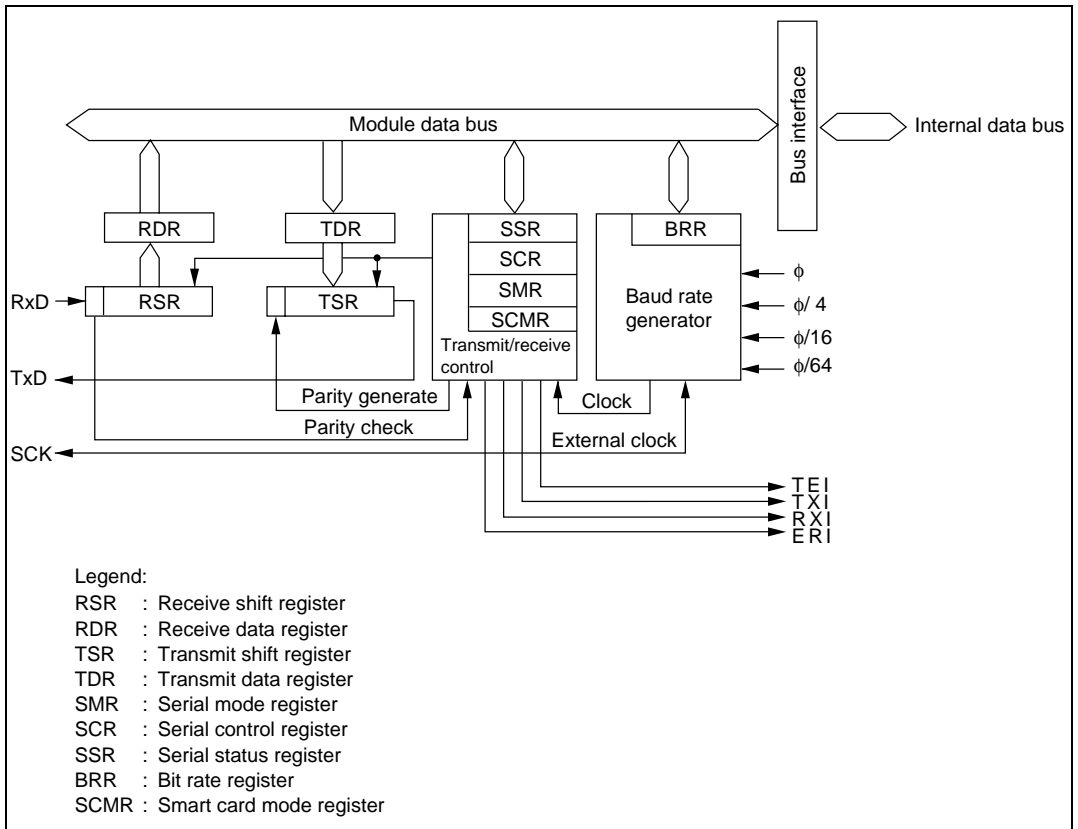 Bus interface
Module data bus
Internal data bus
RDR
TDR
SSR
BRR
SCR
SMR
SCMR
Transmit/receive
control
Baud rate
generator
ϕ
ϕ/ 4
ϕ/16
ϕ/64
RxD
RSR
TSR
TxD
Parity generate
Clock
Parity check
External clock
SCK
TEI
TXI
RXI
ERI
Legend:
RSR : Receive shift register
RDR : Receive data register
TSR : Transmit shift register
TDR : Transmit data register
SMR : Serial mode register
SCR : Serial control register
SSR : Serial status register
BRR : Bit rate register
SCMR : Smart card mode register